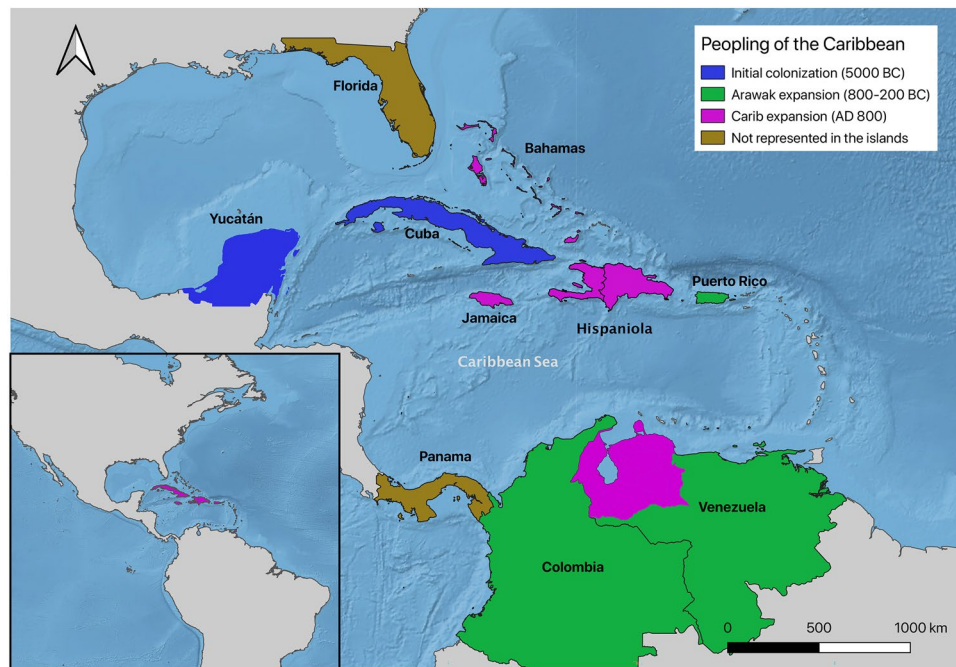 Peopling of the Caribbean
Initial colonization (5000 BC)
Arawak expansion (800-200 BC)
Carib expansion (AD 800)
Not represented in the islands
Florida
Bahamas
Yucatán
Cuba
Puerto Rico
Jamaica
Hispaniola
Caribbean Sea
Panama
Venezuela
Colombia
0 500 1000 km